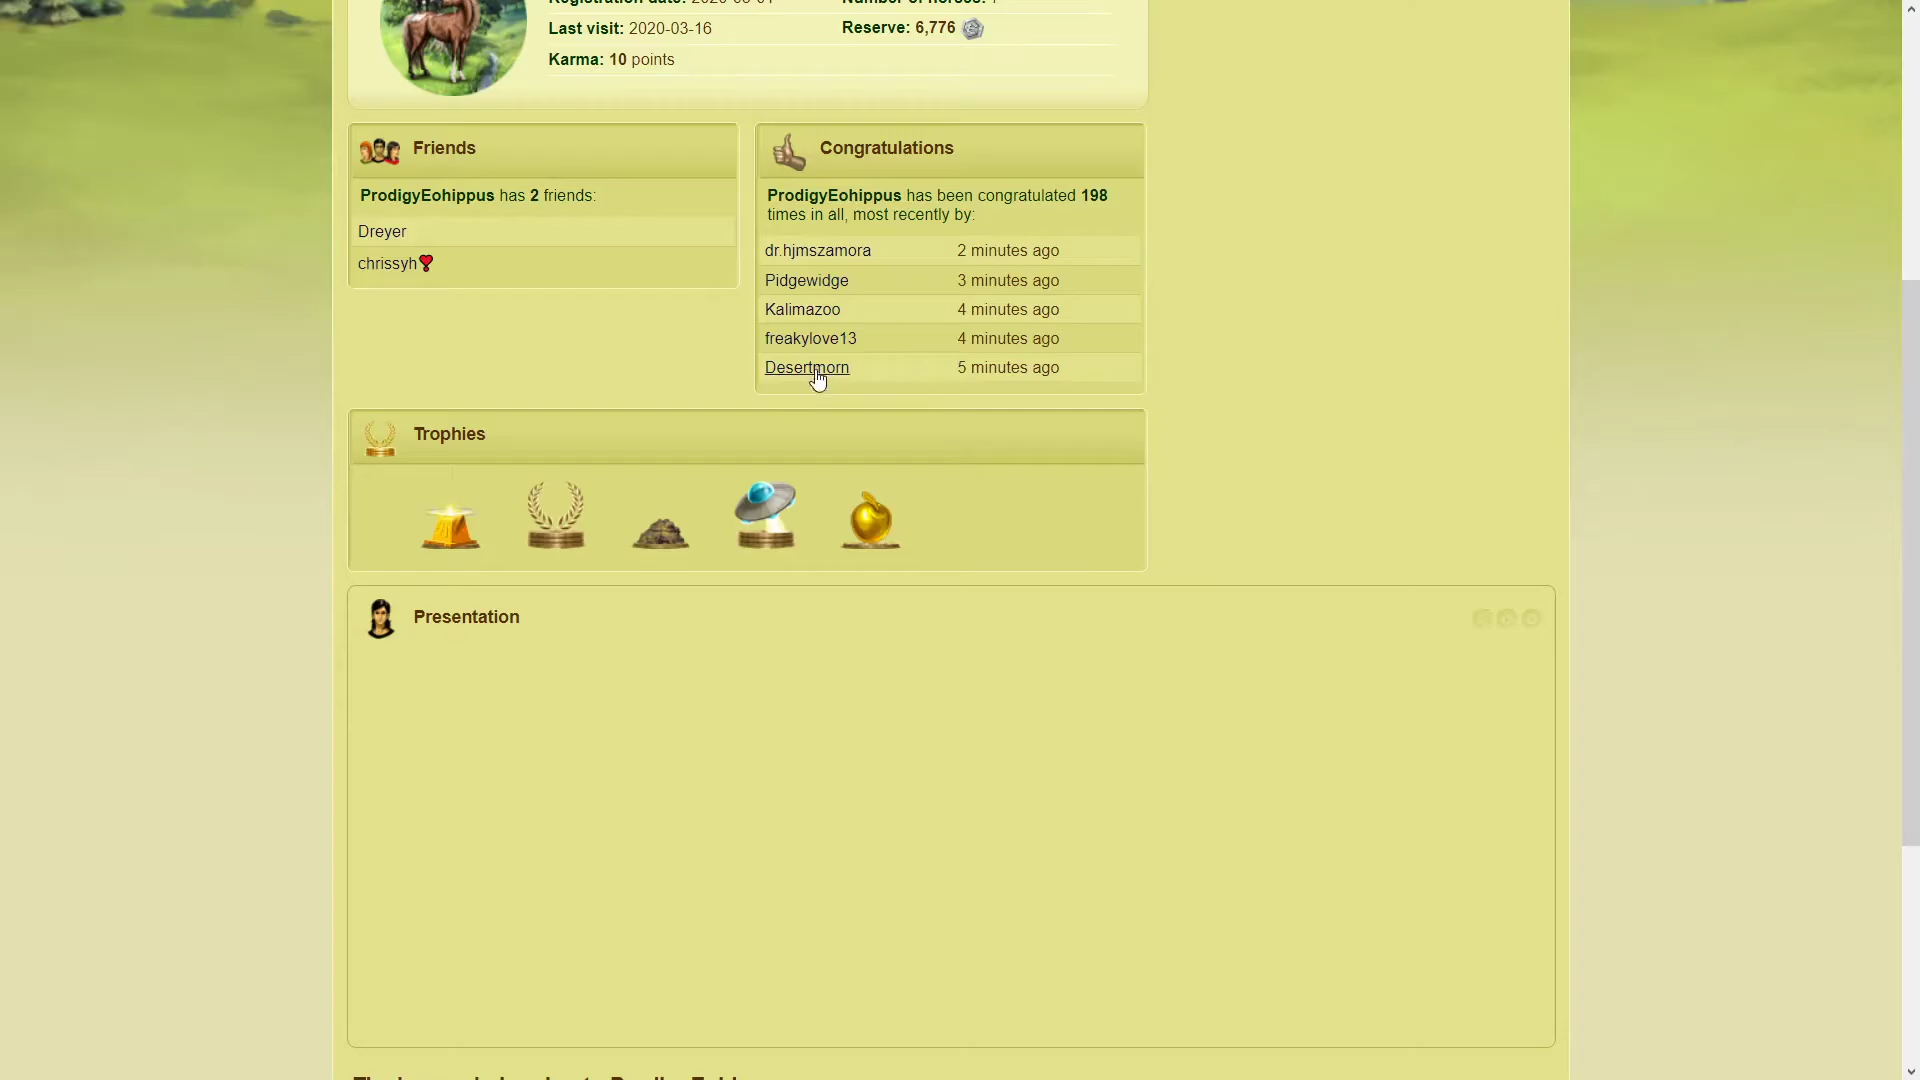 Last visit: 2020-03-16
Reserve: 6,776
Karma: 10 points
Friends
ProdigyEohippus has 2 friends:
Dreyer
chrissyh
Congratulations
ProdigyEohippus has been congratulated 198
times in all, most recently by:
dr.hjmszamora 2 minutes ago
Pidgewidge 3 minutes ago
Kalimazoo 4 minutes ago
freakylove13 4 minutes ago
Desertmorn 5 minutes ago
Trophies
Presentation